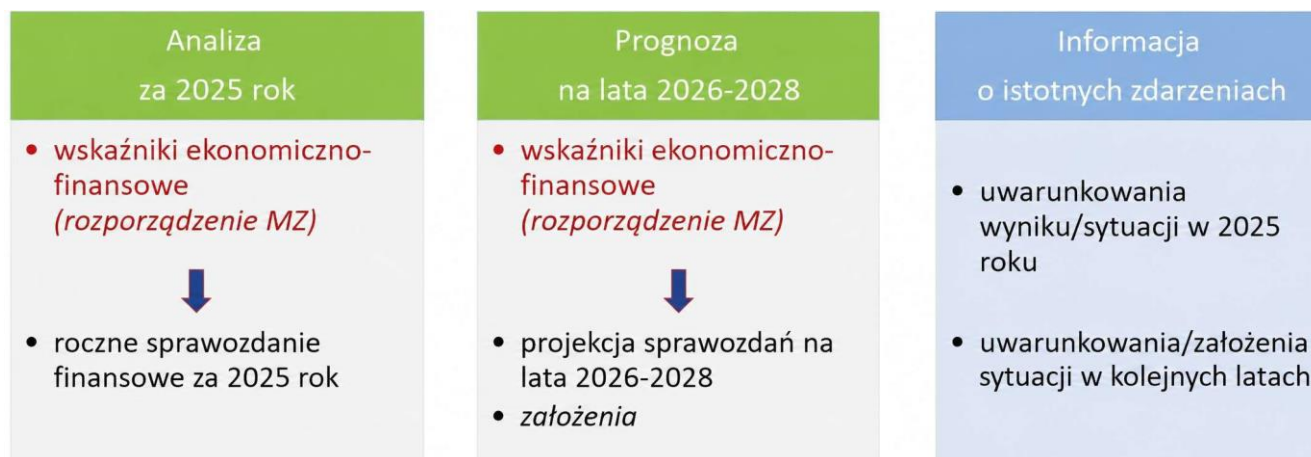 Analiza
za 2025 rok
• wskaźniki ekonomiczno-
finansowe
(rozporządzenie MZ)
• roczne sprawozdanie
finansowe za 2025 rok
Prognoza
na lata 2026-2028
• wskaźniki ekonomiczno-
finansowe
(rozporządzenie MZ)
• projekcja sprawozdań na
lata 2026-2028
• założenia
Informacja
o istotnych zdarzeniach
• uwarunkowania
wyniku/sytuacji w 2025
roku
• uwarunkowania/założenia
sytuacji w kolejnych latach